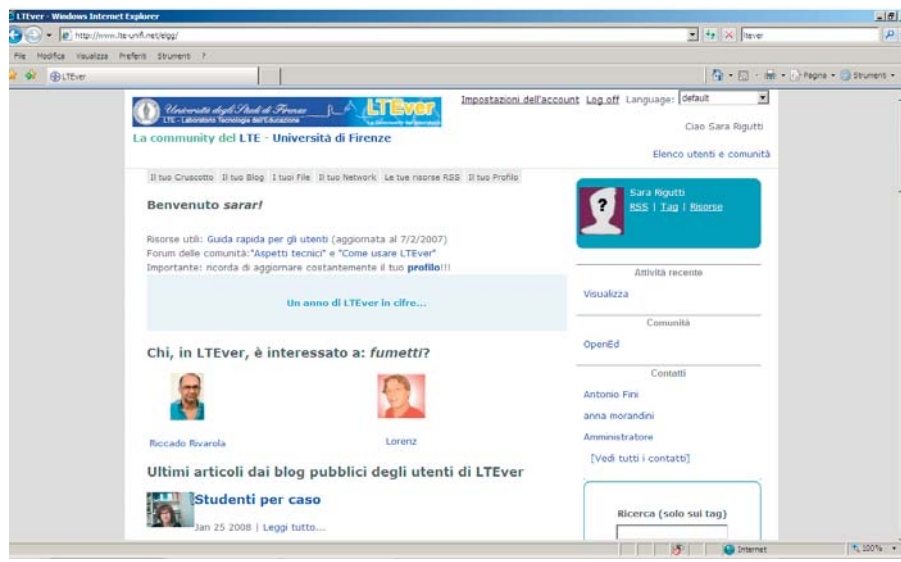 LTEver - Windows Internet Explorer
http://www.lte-unifi.net/elgg/
ltever
File Modifica Visualizza Preferiti Strumenti ?
LTEver
Pagina Strumenti
Università degli Studi di Firenze
LTE - Laboratorio Tecnologie dell'Educazione
LTEver
Impostazioni dell'account Log off Language: default
Ciao Sara Rigutti
La community del LTE - Università di Firenze
Elenco utenti e comunità
Il tuo Cruscotto Il tuo Blog I tuoi File Il tuo Network Le tue risorse RSS Il tuo Profilo
Benvenuto sarar!
Sara Rigutti
RSS | Tag | Risorse
Risorse utili: Guida rapida per gli utenti (aggiornata al 7/2/2007)
Forum delle comunità:"Aspetti tecnici" e "Come usare LTEver"
Importante: ricorda di aggiornare costantemente il tuo profilo!!!
Un anno di LTEver in cifre...
Attività recente
Visualizza
Comunità
OpenEd
Contatti
Antonio Fini
anna morandini
Amministratore
[Vedi tutti i contatti]
Chi, in LTEver, è interessato a: fumetti?
Riccado Rivarola
Lorenz
Ultimi articoli dai blog pubblici degli utenti di LTEver
Studenti per caso
Jan 25 2008 | Leggi tutto...
Ricerca (solo sui tag)
Internet
100%